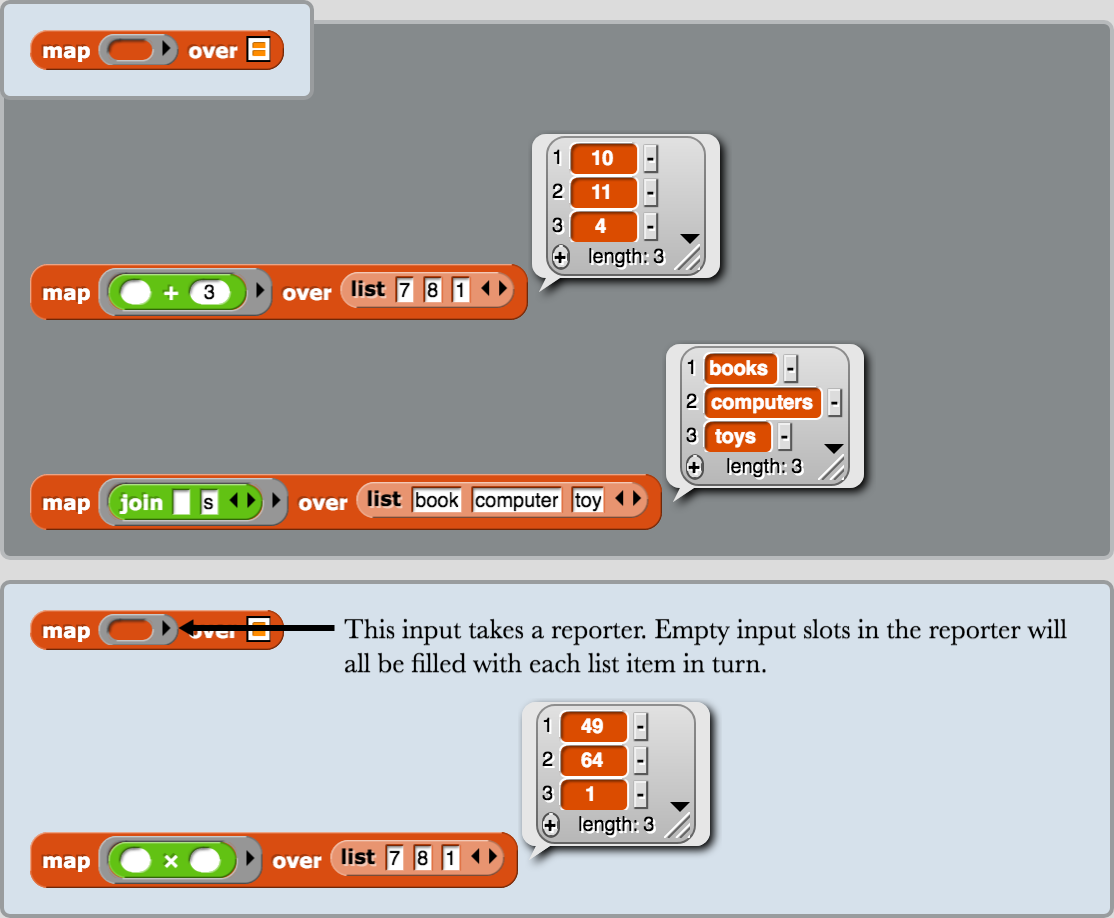 map over
1 10 -
2 11 -
3 4 -
+ length: 3
map + 3 over list 7 8 1
1 books -
2 computers -
3 toys -
+ length: 3
map join s over list book computer toy
map over
This input takes a reporter. Empty input slots in the reporter will
all be filled with each list item in turn.
1 49 -
2 64 -
3 1 -
+ length: 3
map × over list 7 8 1